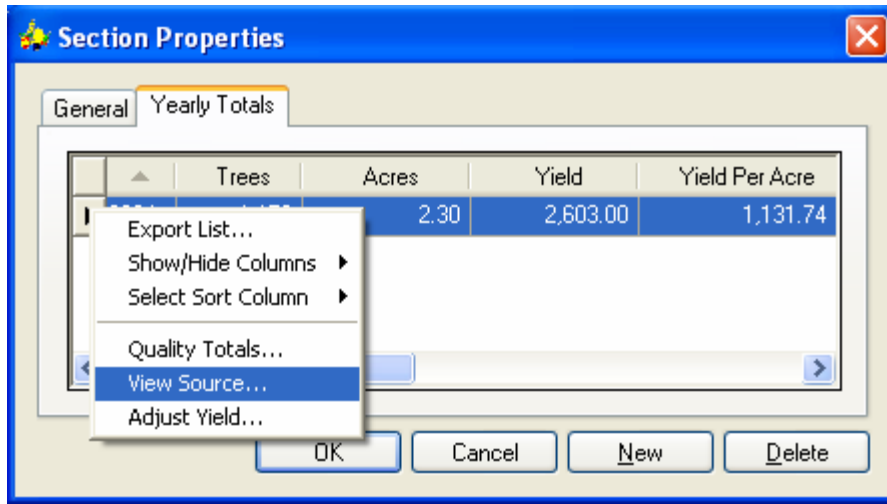 Section Properties
General Yearly Totals
Trees Acres Yield Yield Per Acre
2.30 2,603.00 1,131.74
Export List...
Show/Hide Columns
Select Sort Column
Quality Totals...
View Source...
Adjust Yield...
OK Cancel New Delete